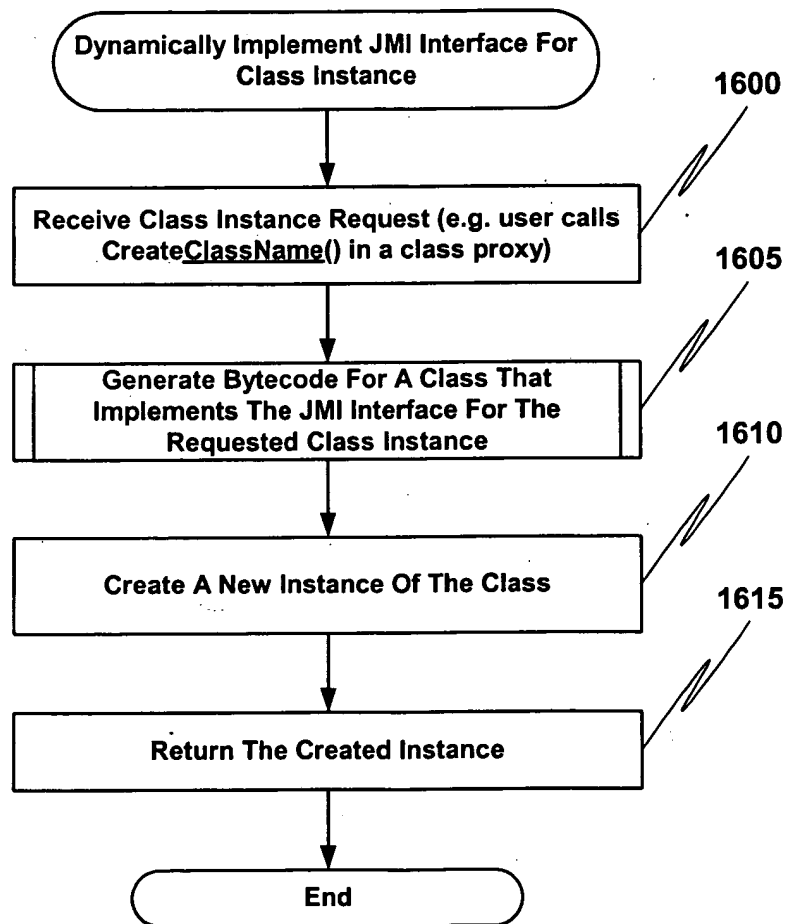 Dynamically Implement JMI Interface For
Class Instance
1600
Receive Class Instance Request (e.g. user calls
CreateClassName() in a class proxy)
1605
Generate Bytecode For A Class That
Implements The JMI Interface For The
Requested Class Instance
1610
Create A New Instance Of The Class
1615
Return The Created Instance
End